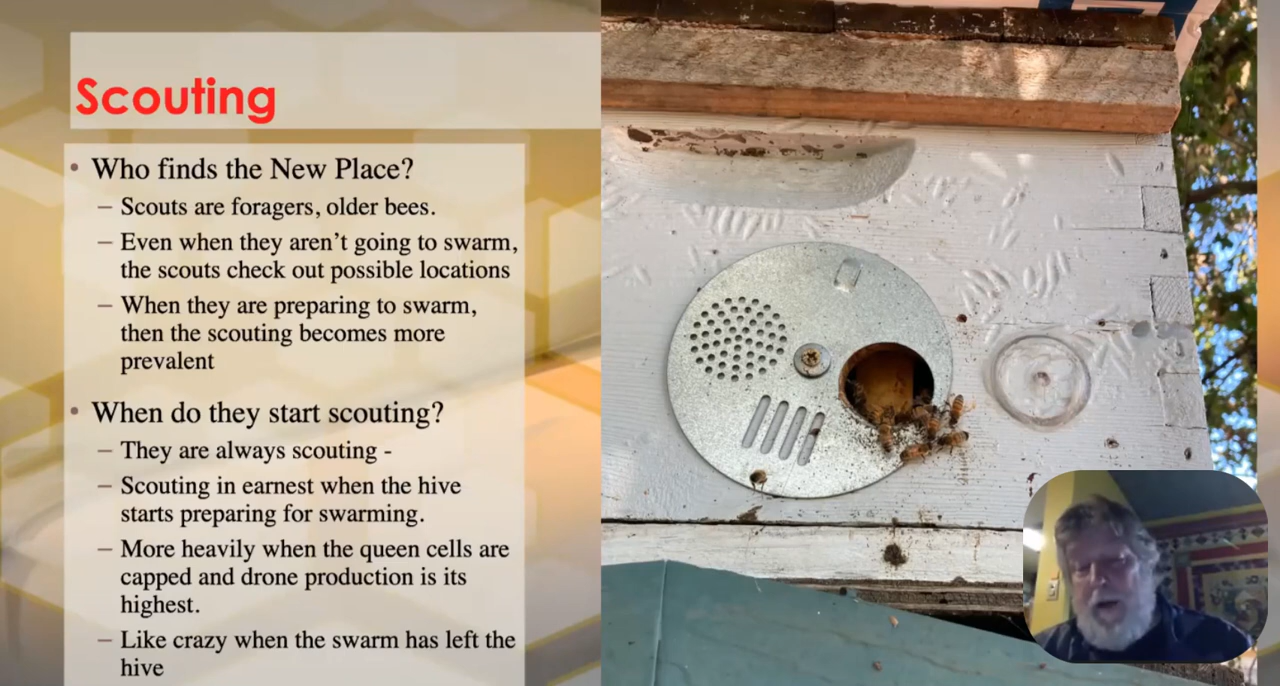 Scouting
• Who finds the New Place?
– Scouts are foragers, older bees.
– Even when they aren’t going to swarm,
the scouts check out possible locations
– When they are preparing to swarm,
then the scouting becomes more
prevalent
• When do they start scouting?
– They are always scouting -
– Scouting in earnest when the hive
starts preparing for swarming.
– More heavily when the queen cells are
capped and drone production is its
highest.
– Like crazy when the swarm has left the
hive